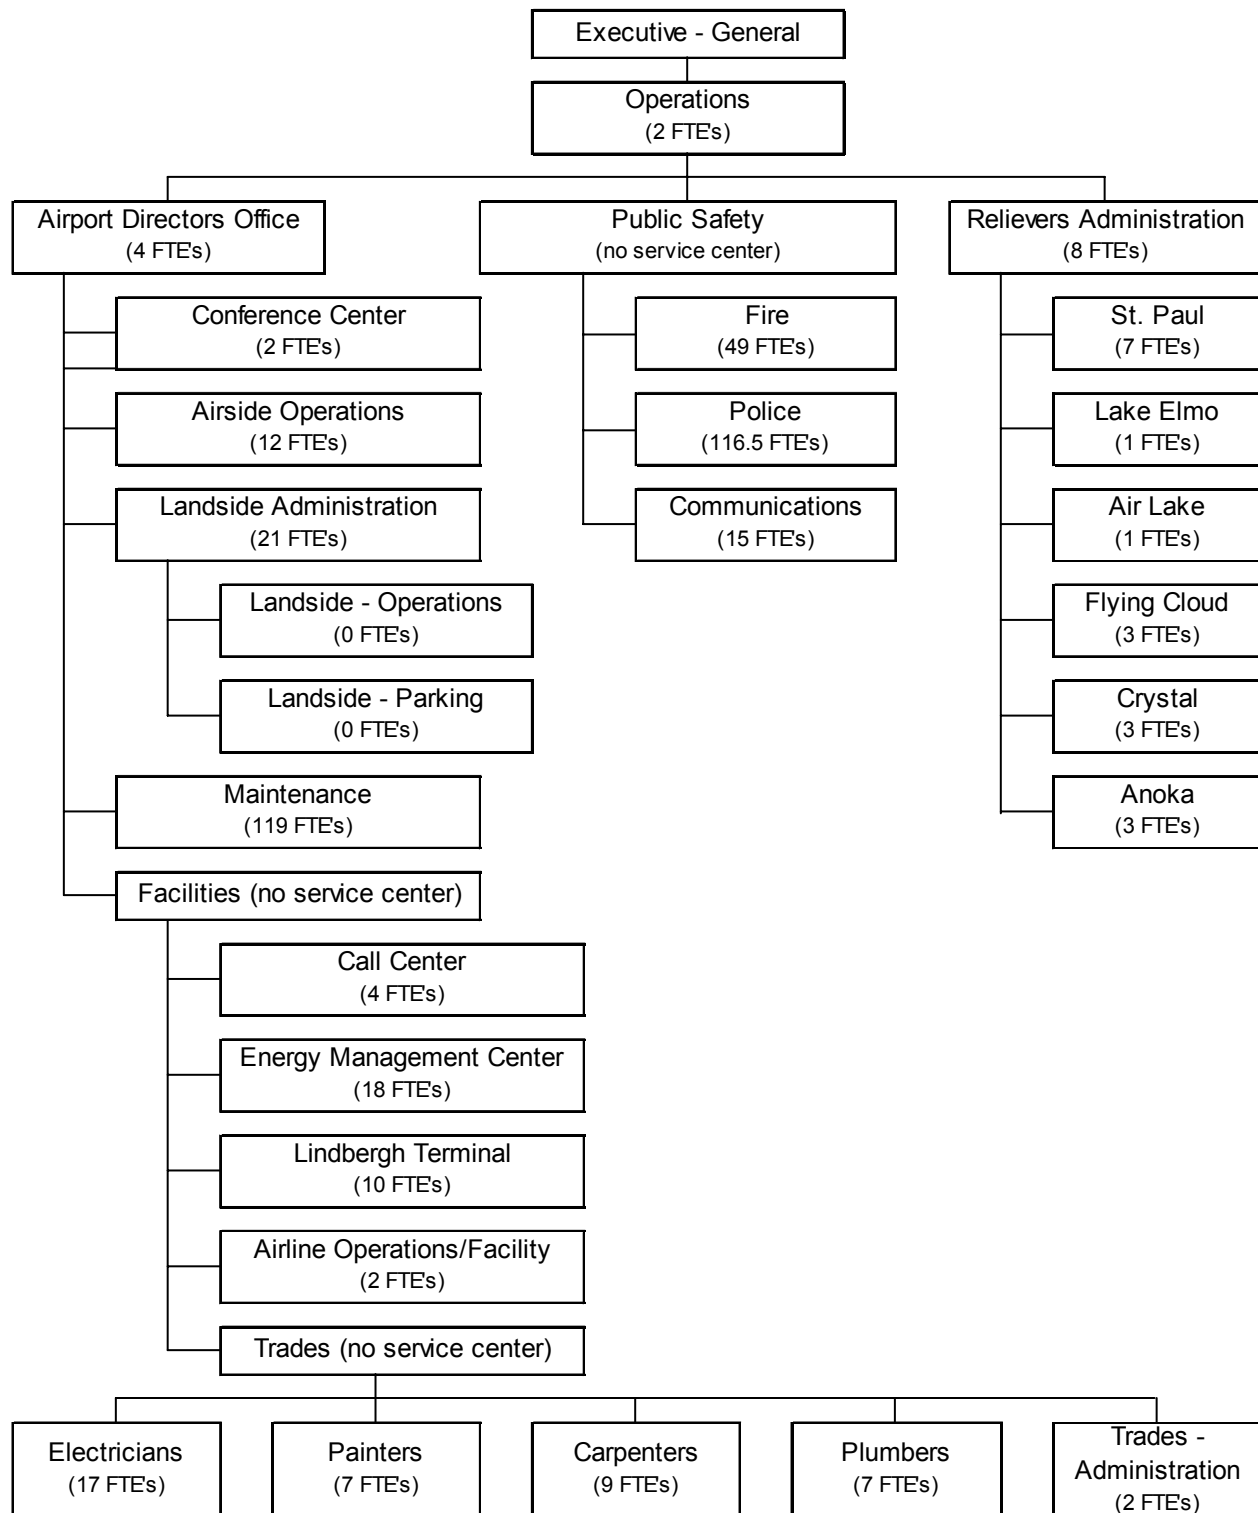 Executive - General
Operations
(2 FTE's)
Airport Directors Office
(4 FTE's)
Public Safety
(no service center)
Relievers Administration
(8 FTE's)
Conference Center
(2 FTE's)
Airside Operations
(12 FTE's)
Landside Administration
(21 FTE's)
Landside - Operations
(0 FTE's)
Landside - Parking
(0 FTE's)
Maintenance
(119 FTE's)
Facilities (no service center)
Call Center
(4 FTE's)
Energy Management Center
(18 FTE's)
Lindbergh Terminal
(10 FTE's)
Airline Operations/Facility
(2 FTE's)
Trades (no service center)
Fire
(49 FTE's)
Police
(116.5 FTE's)
Communications
(15 FTE's)
St. Paul
(7 FTE's)
Lake Elmo
(1 FTE's)
Air Lake
(1 FTE's)
Flying Cloud
(3 FTE's)
Crystal
(3 FTE's)
Anoka
(3 FTE's)
Electricians
(17 FTE's)
Painters
(7 FTE's)
Carpenters
(9 FTE's)
Plumbers
(7 FTE's)
Trades -
Administration
(2 FTE's)